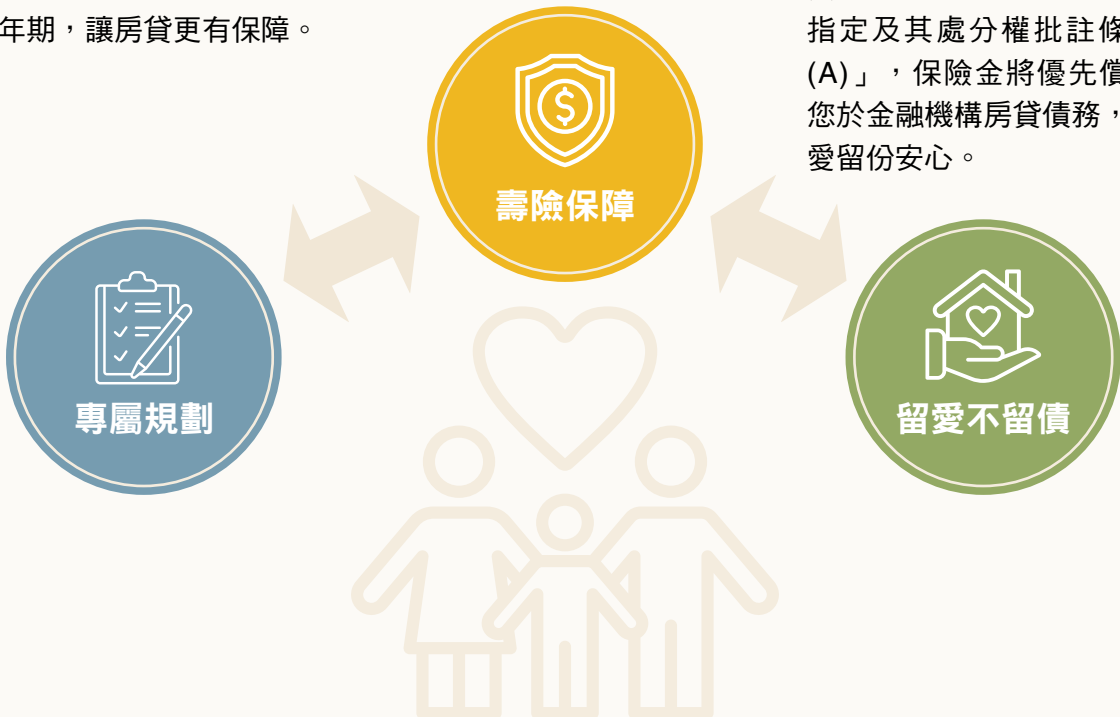 年期，讓房貸更有保障。
指定及其處分權批註條
(A)」，保險金將優先償
您於金融機構房貸債務，
愛留份安心。
壽險保障
專屬規劃
留愛不留債